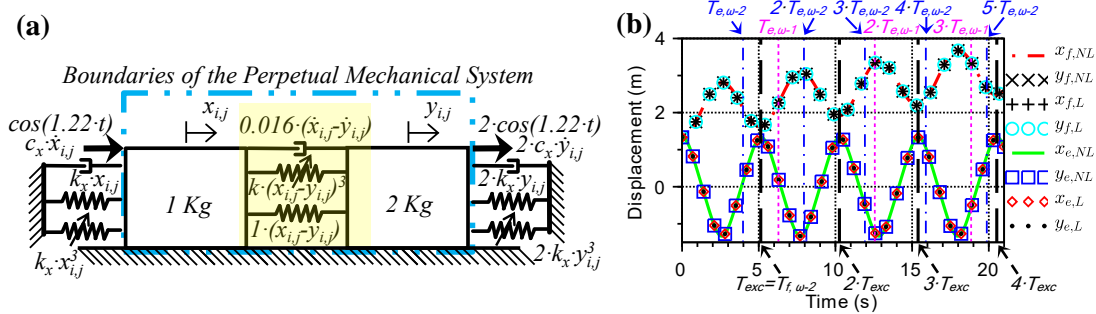 (a)
Boundaries of the Perpetual Mechanical System
x_{i,j}
y_{i,j}
cos(1.22·t)
0.016·(ẋ_{i,j}-ẏ_{i,j})
2·cos(1.22·t)
c_x·ẋ_{i,j}
2·c_x·ẏ_{i,j}
k_x·x_{i,j}
k·(x_{i,j}-y_{i,j})³
2·k_x·y_{i,j}
1 Kg
2 Kg
1·(x_{i,j}-y_{i,j})
k_x·x³_{i,j}
2·k_x·y³_{i,j}
(b)
T_{e,ω-2} 2·T_{e,ω-2} 3·T_{e,ω-2} 4·T_{e,ω-2} 5·T_{e,ω-2}
T_{e,ω-1} 2·T_{e,ω-1} 3·T_{e,ω-1}
4
2
0
Displacement (m)
0 5 10 15 20
T_{exc}=T_{f,ω-2} 2·T_{exc} 3·T_{exc} 4·T_{exc}
Time (s)
x_{f,NL}
y_{f,NL}
x_{f,L}
y_{f,L}
x_{e,NL}
y_{e,NL}
x_{e,L}
y_{e,L}